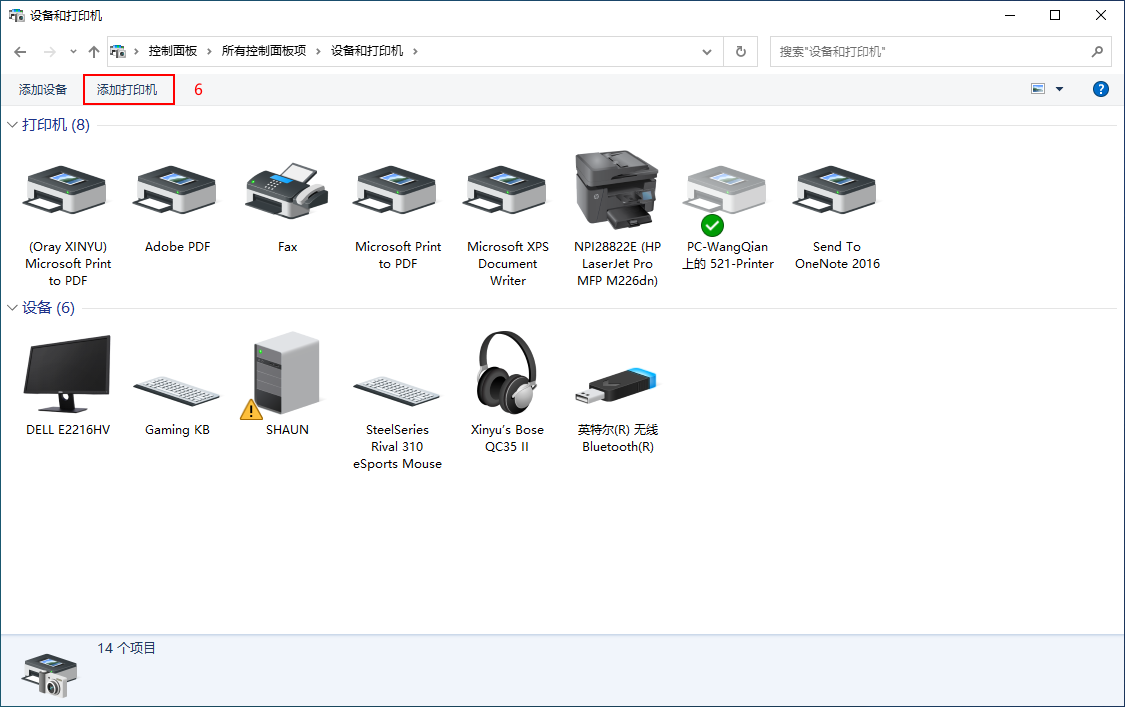 设备和打印机
控制面板 所有控制面板项 设备和打印机
搜索"设备和打印机"
添加设备 添加打印机 6
打印机 (8)
(Oray XINYU)
Microsoft Print
to PDF
Adobe PDF
Fax
Microsoft Print
to PDF
Microsoft XPS
Document
Writer
NPI28822E (HP
LaserJet Pro
MFP M226dn)
PC-WangQian
上的 521-Printer
Send To
OneNote 2016
设备 (6)
DELL E2216HV
Gaming KB
SHAUN
SteelSeries
Rival 310
eSports Mouse
Xinyu's Bose
QC35 II
英特尔(R) 无线
Bluetooth(R)
14 个项目